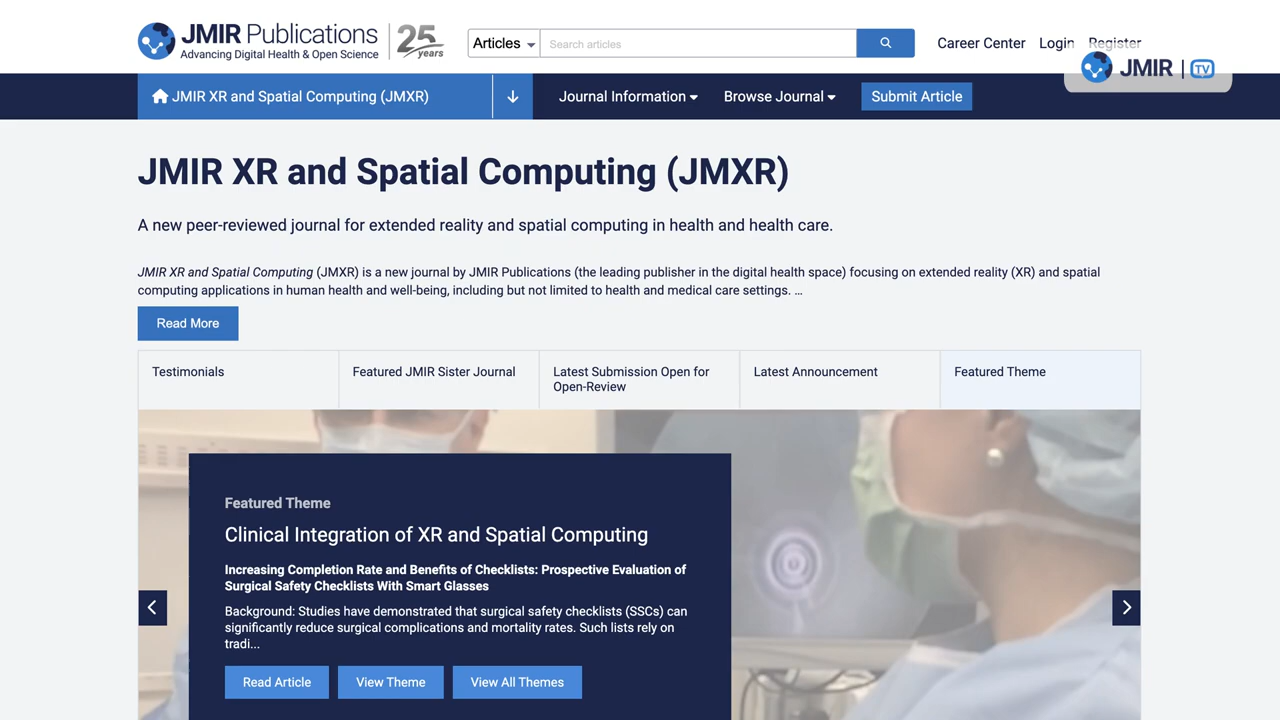 JMIR Publications
Advancing Digital Health & Open Science
25 years
Articles
Search articles
Career Center
Login
Register
JMIR | TV
JMIR XR and Spatial Computing (JMXR)
Journal Information
Browse Journal
Submit Article
JMIR XR and Spatial Computing (JMXR)
A new peer-reviewed journal for extended reality and spatial computing in health and health care.
JMIR XR and Spatial Computing (JMXR) is a new journal by JMIR Publications (the leading publisher in the digital health space) focusing on extended reality (XR) and spatial
computing applications in human health and well-being, including but not limited to health and medical care settings. ...
Read More
Testimonials
Featured JMIR Sister Journal
Latest Submission Open for
Open-Review
Latest Announcement
Featured Theme
Featured Theme
Clinical Integration of XR and Spatial Computing
Increasing Completion Rate and Benefits of Checklists: Prospective Evaluation of
Surgical Safety Checklists With Smart Glasses
Background: Studies have demonstrated that surgical safety checklists (SSCs) can
significantly reduce surgical complications and mortality rates. Such lists rely on
tradi...
Read Article
View Theme
View All Themes